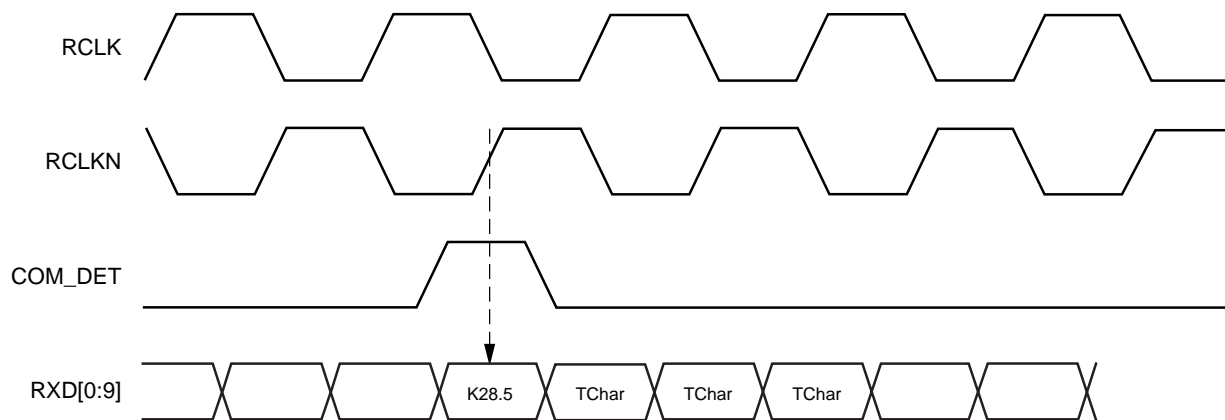 RCLK
RCLKN
COM_DET
RXD[0:9]
K28.5 TChar TChar TChar